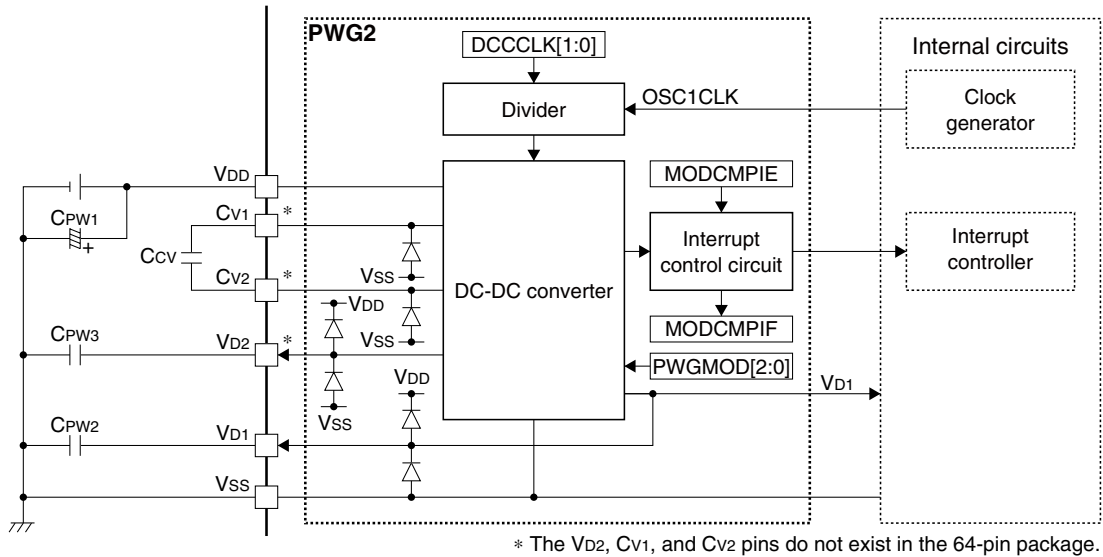 PWG2
DCCCLK[1:0]
Internal circuits
Divider
OSC1CLK
Clock
generator
VDD
MODCMPIE
CPW1
+
CV1 *
CCV
VSS
Interrupt
control circuit
Interrupt
controller
CV2 *
DC-DC converter
VDD
VSS
MODCMPIF
CPW3
VD2 *
PWGMOD[2:0]
VDD
VD1
VSS
CPW2
VD1
VSS
* The VD2, CV1, and CV2 pins do not exist in the 64-pin package.